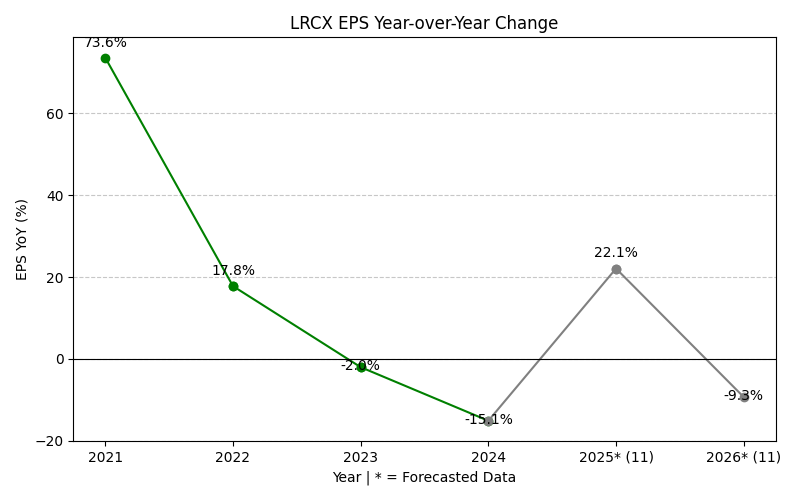 LRCX EPS Year-over-Year Change
73.6%
60
40
22.1%
17.8%
20
0
-2.0%
-9.3%
-15.1%
−20
EPS YoY (%)
2021 2022 2023 2024 2025* (11) 2026* (11)
Year | * = Forecasted Data